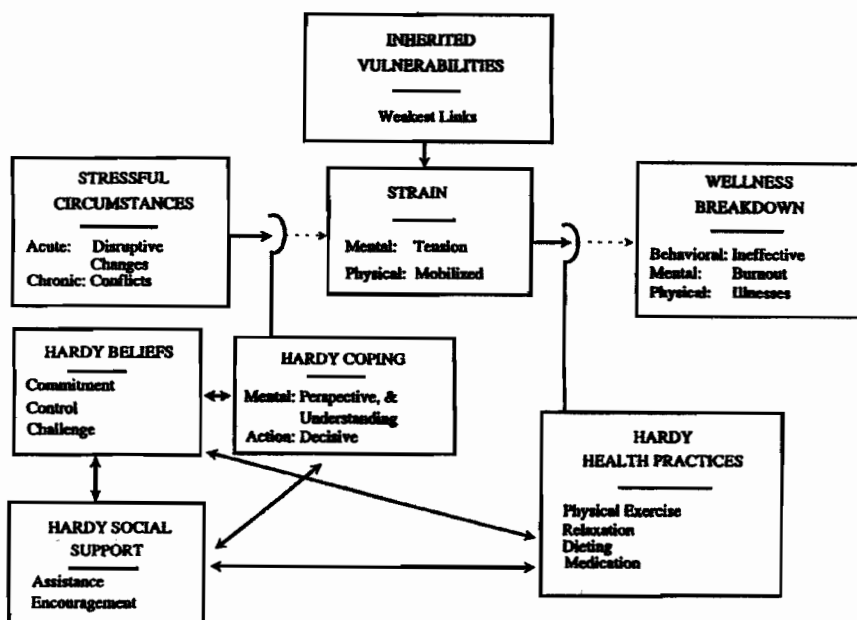 INHERITED
VULNERABILITIES
Weakest Links
STRESSFUL
CIRCUMSTANCES
Acute: Disruptive
Changes
Chronic: Conflicts
STRAIN
Mental: Tension
Physical: Mobilized
WELLNESS
BREAKDOWN
Behavioral: Ineffective
Mental: Burnout
Physical: Illnesses
HARDY BELIEFS
Commitment
Control
Challenge
HARDY COPING
Mental: Perspective, &
Understanding
Action: Decisive
HARDY
HEALTH PRACTICES
Physical Exercise
Relaxation
Dieting
Medication
HARDY SOCIAL
SUPPORT
Assistance
Encouragement